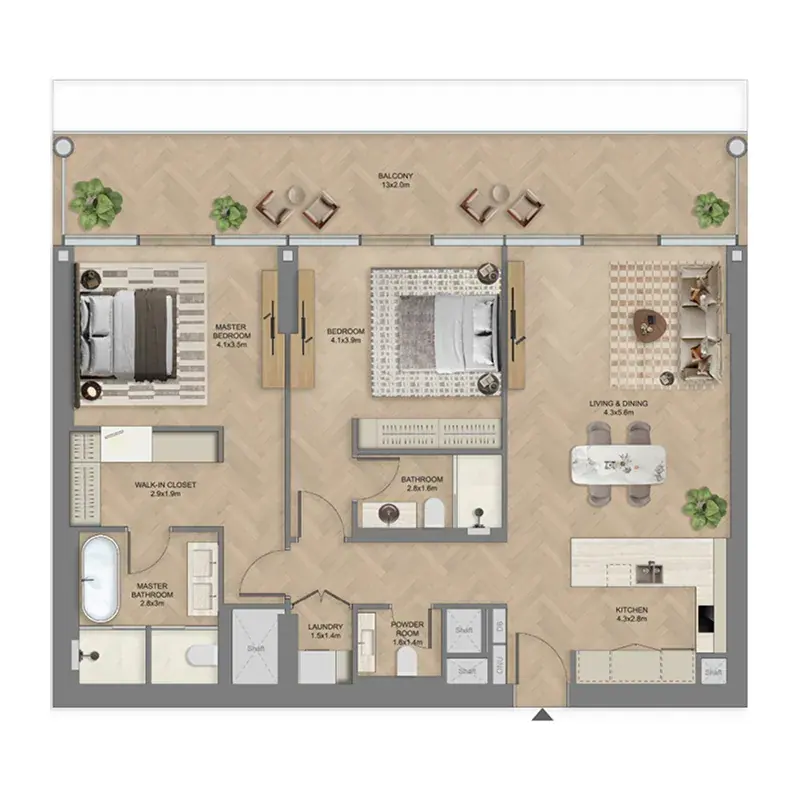 BALCONY
13x2.0m
MASTER
BEDROOM
4.1x3.5m
BEDROOM
4.1x3.9m
LIVING & DINING
4.3x5.6m
WALK-IN CLOSET
2.9x1.9m
BATHROOM
2.8x1.6m
MASTER
BATHROOM
2.8x3m
LAUNDRY
1.5x1.4m
POWDER
ROOM
1.6x1.4m
KITCHEN
4.3x2.8m
Shaft
Shaft
Shaft
DB
ONU
Shaft